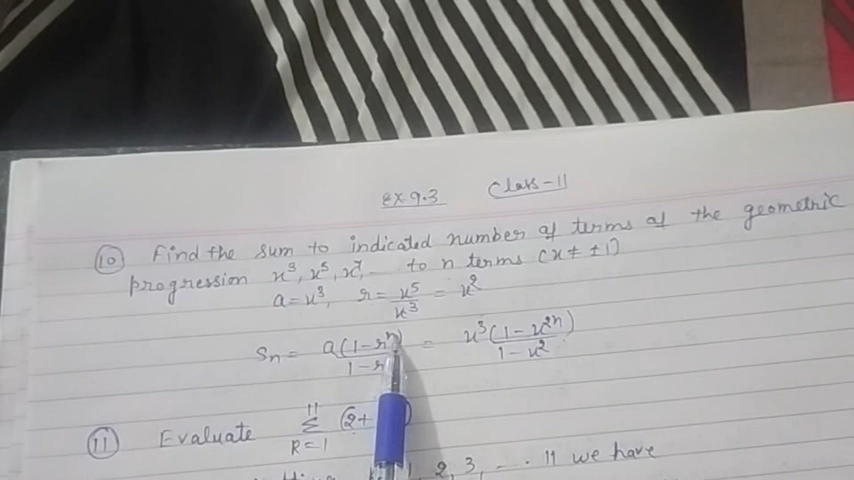 ex 9.3 Class-11
(10) Find the sum to indicated number of terms of the geometric
progression x³, x⁵, x⁷, .. to n terms (x ≠ ±1)
a = x³, r = x⁵/x³ = x²
Sn = a(1-rⁿ)/1-r = x³(1-x²ⁿ)/1-x²
(11) Evaluate 11 Σ R=1 (2+
1, 2, 3, .... 11 we have